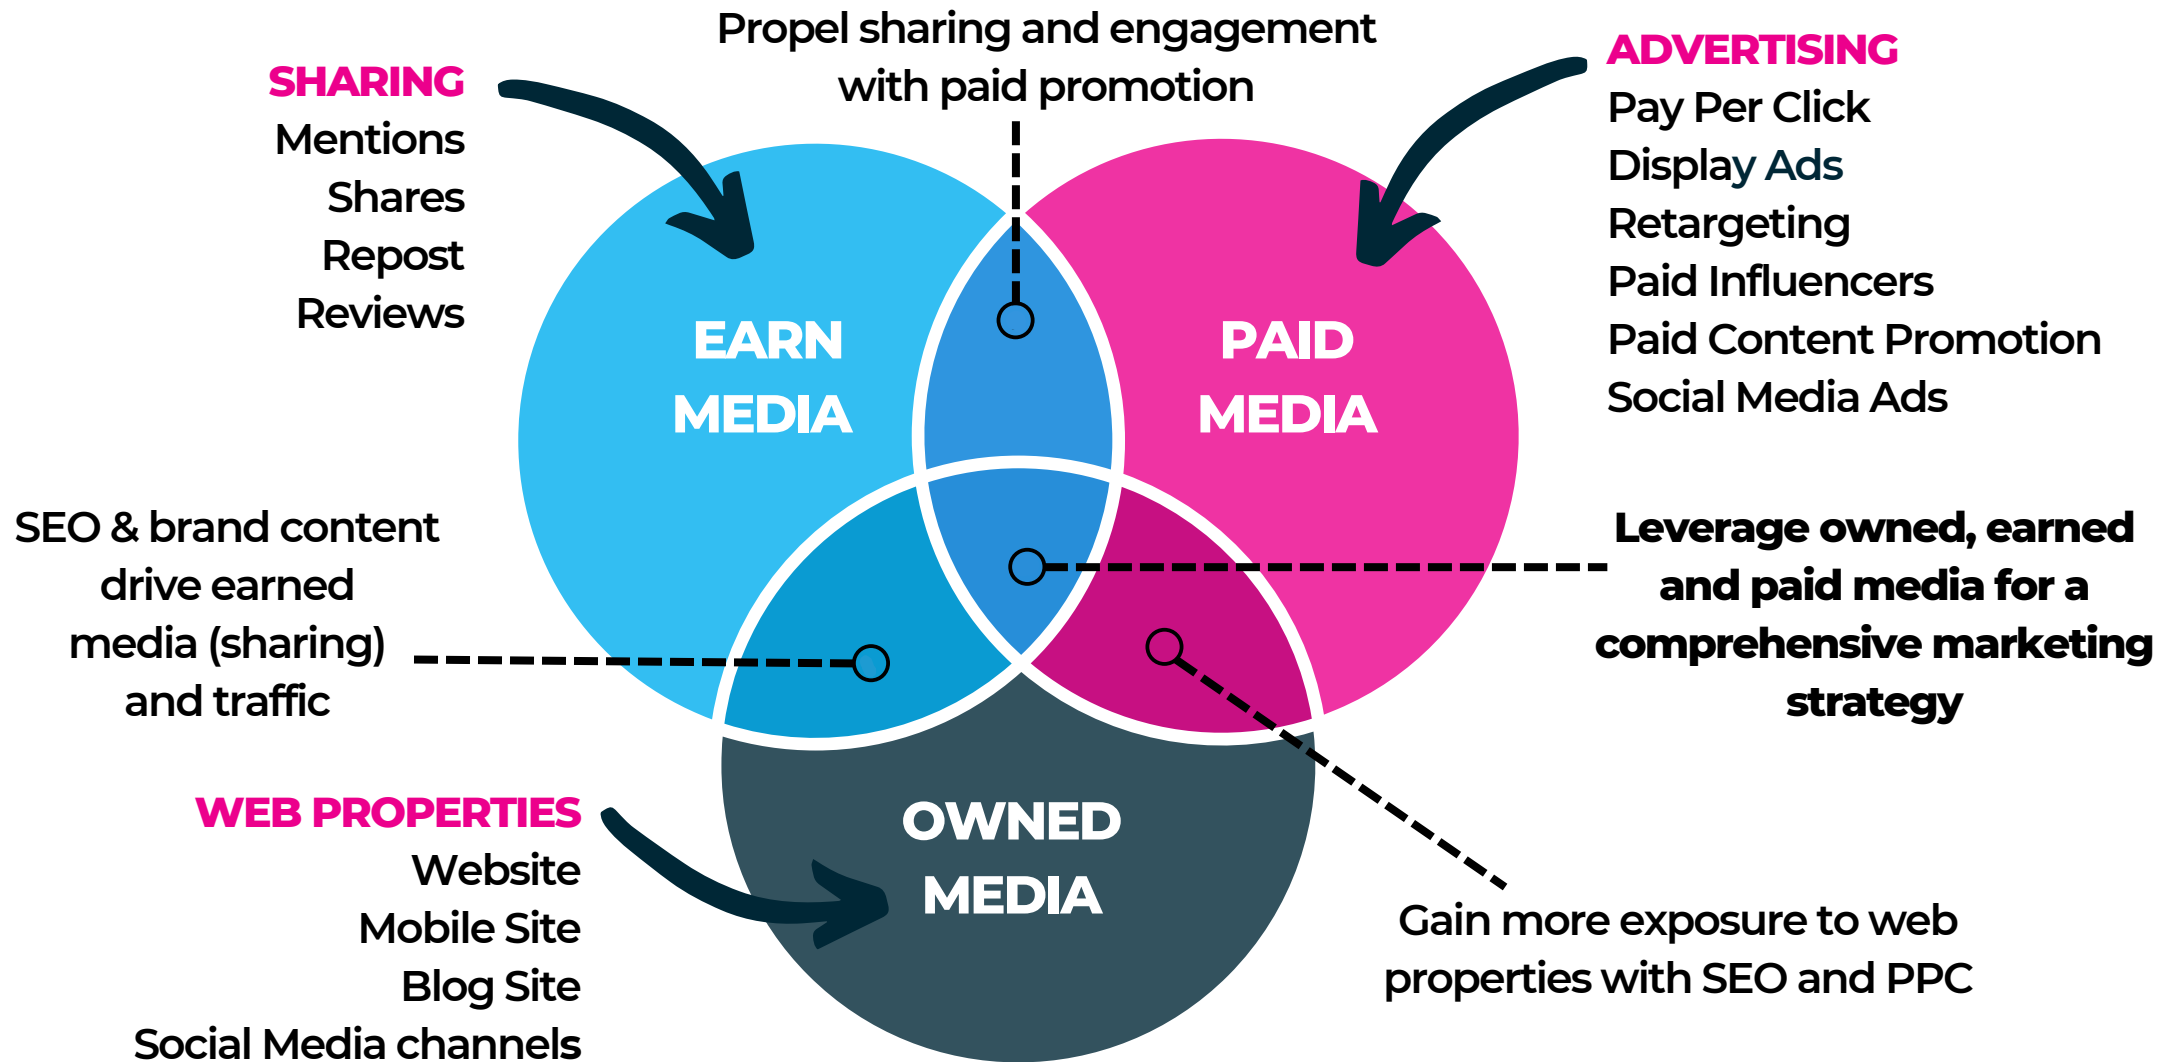 Propel sharing and engagement
with paid promotion
SHARING
Mentions
Shares
Repost
Reviews
ADVERTISING
Pay Per Click
Display Ads
Retargeting
Paid Influencers
Paid Content Promotion
Social Media Ads
EARN
MEDIA
PAID
MEDIA
SEO & brand content
drive earned
media (sharing)
and traffic
Leverage owned, earned
and paid media for a
comprehensive marketing
strategy
WEB PROPERTIES
Website
Mobile Site
Blog Site
Social Media channels
OWNED
MEDIA
Gain more exposure to web
properties with SEO and PPC